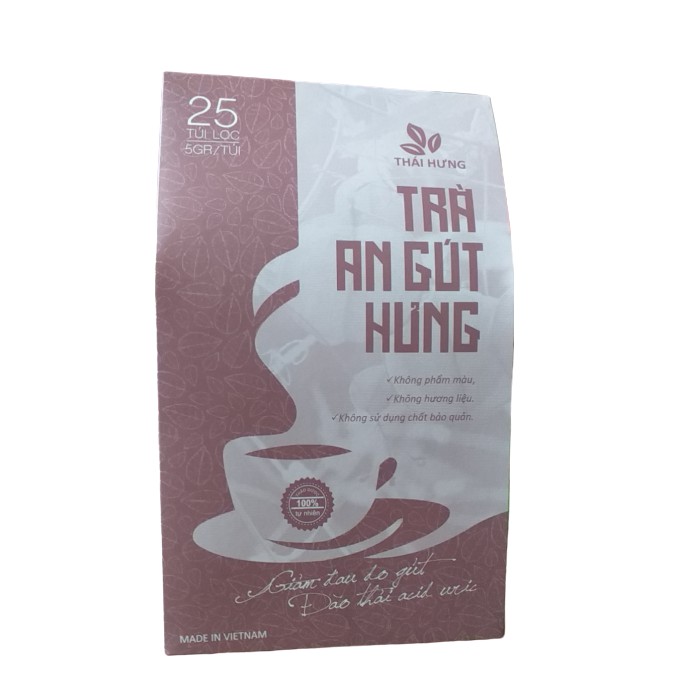 25
TÚI LỌC
5GR/TÚI
THÁI HƯNG
TRÀ
AN GÚT
HƯNG
✓Không phẩm màu,
✓Không hương liệu.
✓Không sử dụng chất bảo quản.
100%
tự nhiên
Giảm đau do gút
Đào thải acid uric
MADE IN VIETNAM